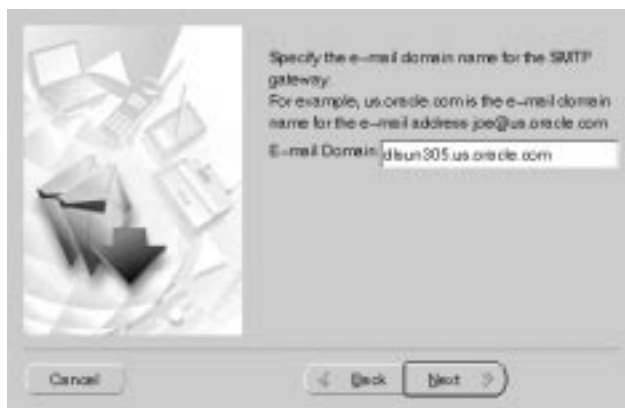 Specify the e-mail domain name for the SMTP
gateway.
For example, us.oracle.com is the e-mail domain
name for the e-mail address joe@us.oracle.com
E-mail Domain: dlsun305.us.oracle.com
Cancel
Back
Next